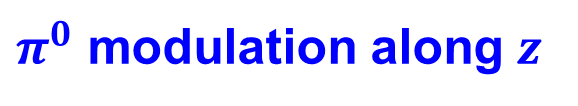 π⁰ modulation along z